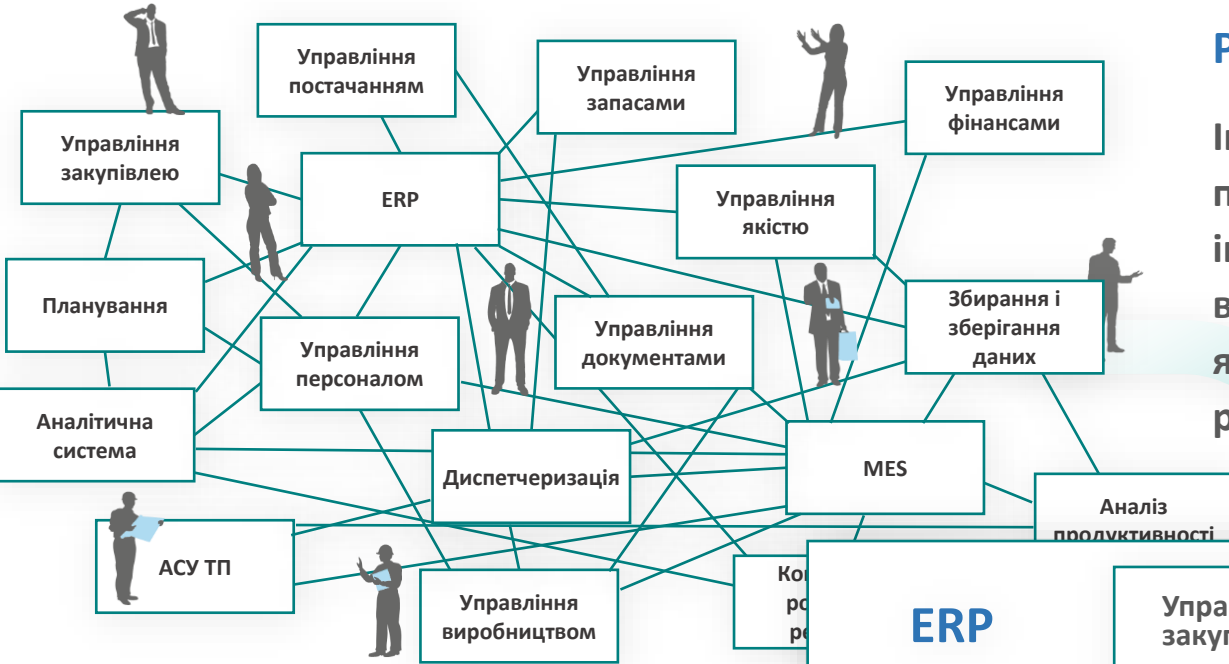 Управління
постачанням
Управління
запасами
Управління
фінансами
Управління
закупівлею
ERP
Управління
якістю
Планування
Управління
персоналом
Управління
документами
Збирання і
зберігання
даних
Аналітична
система
Диспетчеризація
MES
Аналіз
продуктивності
АСУ ТП
Управління
виробництвом
ERP